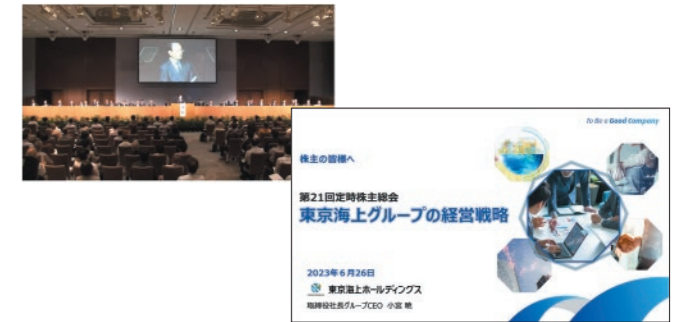 To Be a Good Company
株主の皆様へ
第21回定時株主総会
東京海上グループの経営戦略
2023年6月26日
東京海上ホールディングス
取締役社長グループCEO 小宮 暁